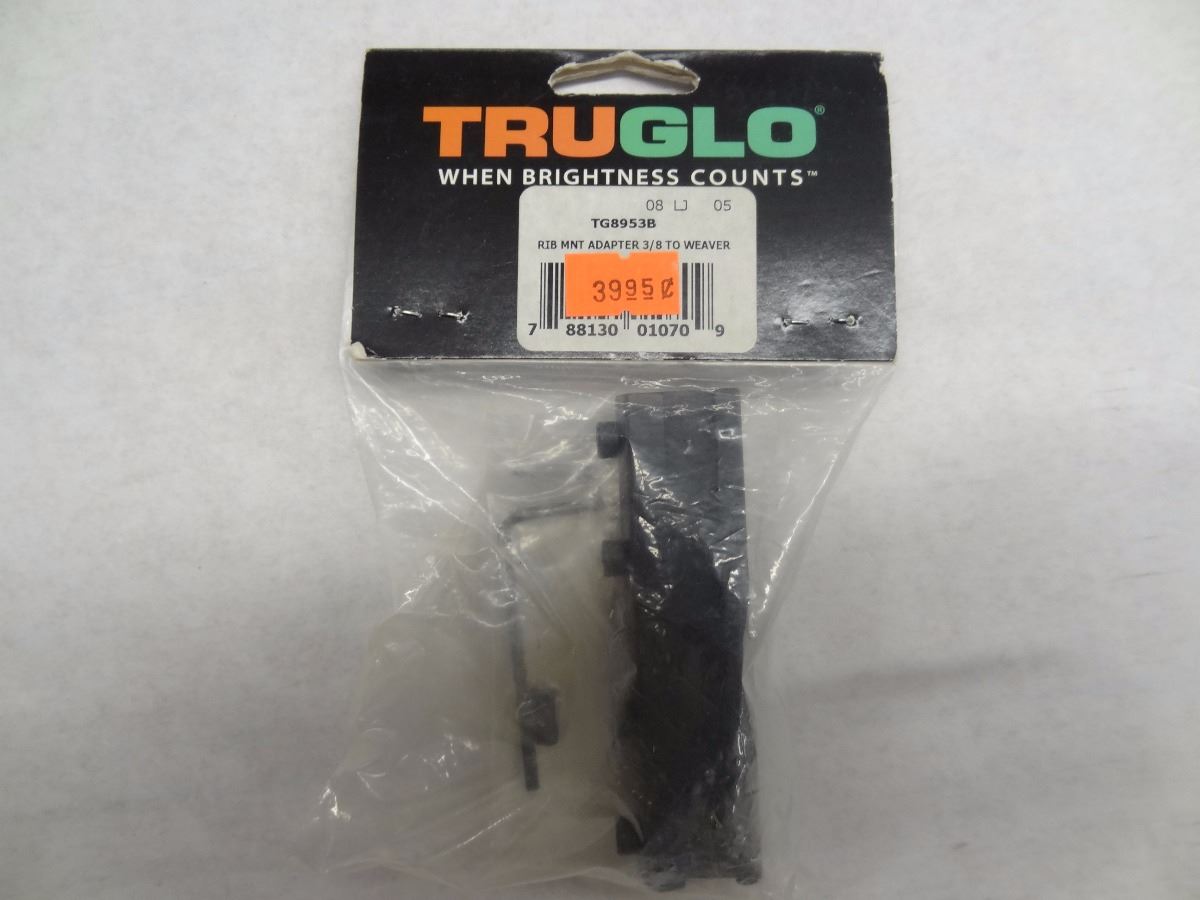 TRUGLO®
WHEN BRIGHTNESS COUNTS™
08 LJ 05
TG8953B
RIB MNT ADAPTER 3/8 TO WEAVER
3995 ₡
7 88130 01070 9